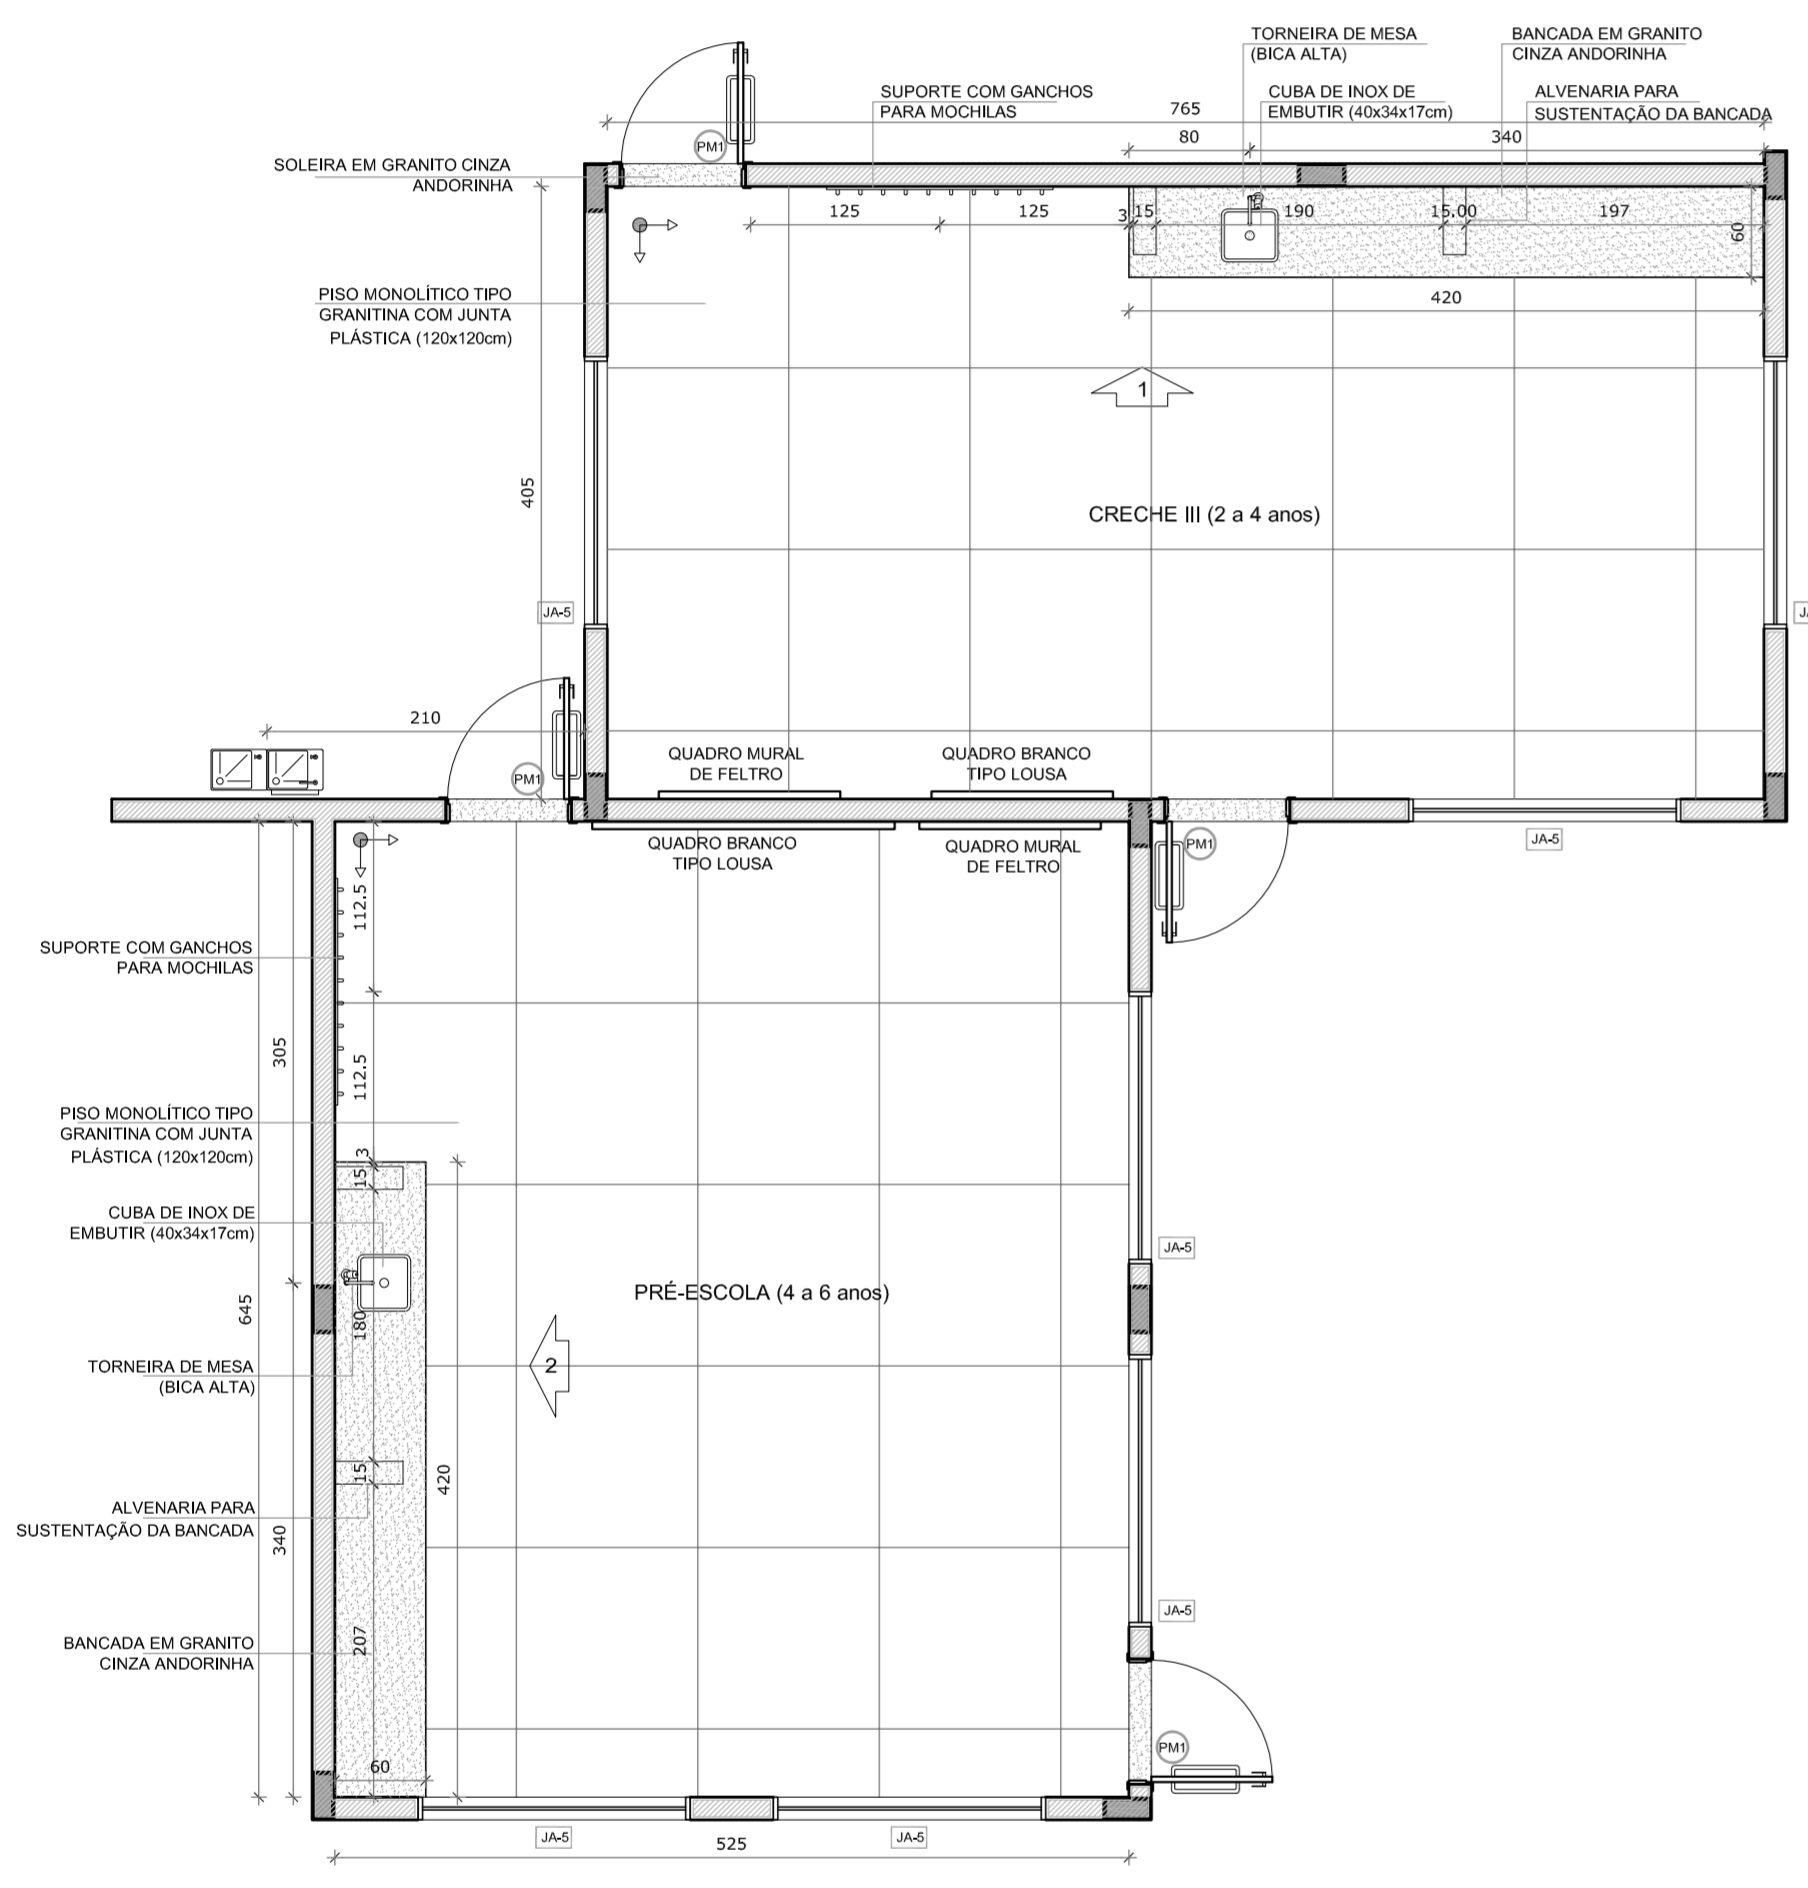 TORNEIRA DE MESA
(BICA ALTA)
BANCADA EM GRANITO
CINZA ANDORINHA
SUPORTE COM GANCHOS
PARA MOCHILAS
765
CUBA DE INOX DE
EMBUTIR (40x34x17cm)
ALVENARIA PARA
SUSTENTAÇÃO DA BANCADA
80
340
PM1
SOLEIRA EM GRANITO CINZA
ANDORINHA
125
125
3
15
190
15.00
197
60
PISO MONOLÍTICO TIPO
GRANITINA COM JUNTA
PLÁSTICA (120x120cm)
420
1
405
CRECHE III (2 a 4 anos)
JA-5
210
QUADRO MURAL
DE FELTRO
QUADRO BRANCO
TIPO LOUSA
PM1
QUADRO BRANCO
TIPO LOUSA
QUADRO MURAL
DE FELTRO
PM1
JA-5
112.5
SUPORTE COM GANCHOS
PARA MOCHILAS
305
112.5
PISO MONOLÍTICO TIPO
GRANITINA COM JUNTA
PLÁSTICA (120x120cm)
3
15
CUBA DE INOX DE
EMBUTIR (40x34x17cm)
JA-5
PRÉ-ESCOLA (4 a 6 anos)
645
180
TORNEIRA DE MESA
(BICA ALTA)
2
15
420
ALVENARIA PARA
SUSTENTAÇÃO DA BANCADA
340
JA-5
207
BANCADA EM GRANITO
CINZA ANDORINHA
PM1
60
JA-5
525
JA-5